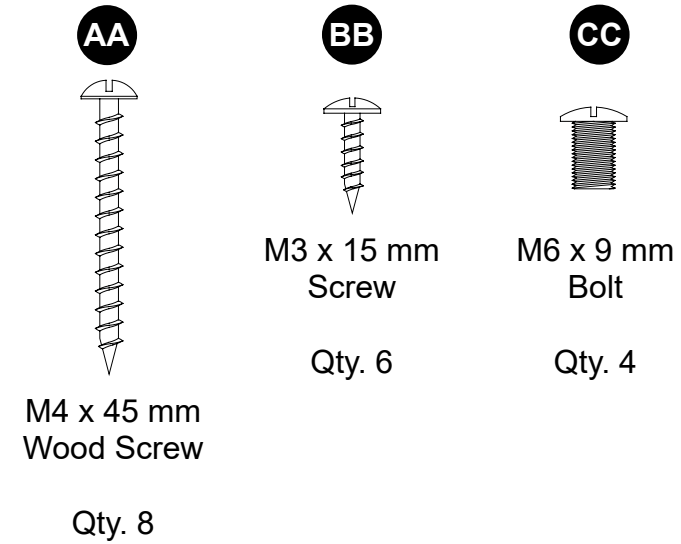 AA
M4 x 45 mm
Wood Screw
Qty. 8
BB
M3 x 15 mm
Screw
Qty. 6
CC
M6 x 9 mm
Bolt
Qty. 4